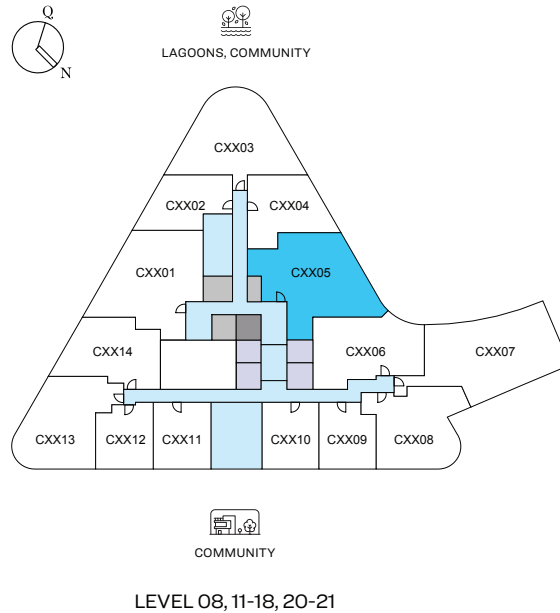 Q
N
LAGOONS, COMMUNITY
CXX03
CXX02
CXX04
CXX01
CXX05
CXX14
CXX06
CXX07
CXX13
CXX12
CXX11
CXX10
CXX09
CXX08
COMMUNITY
LEVEL 08, 11-18, 20-21